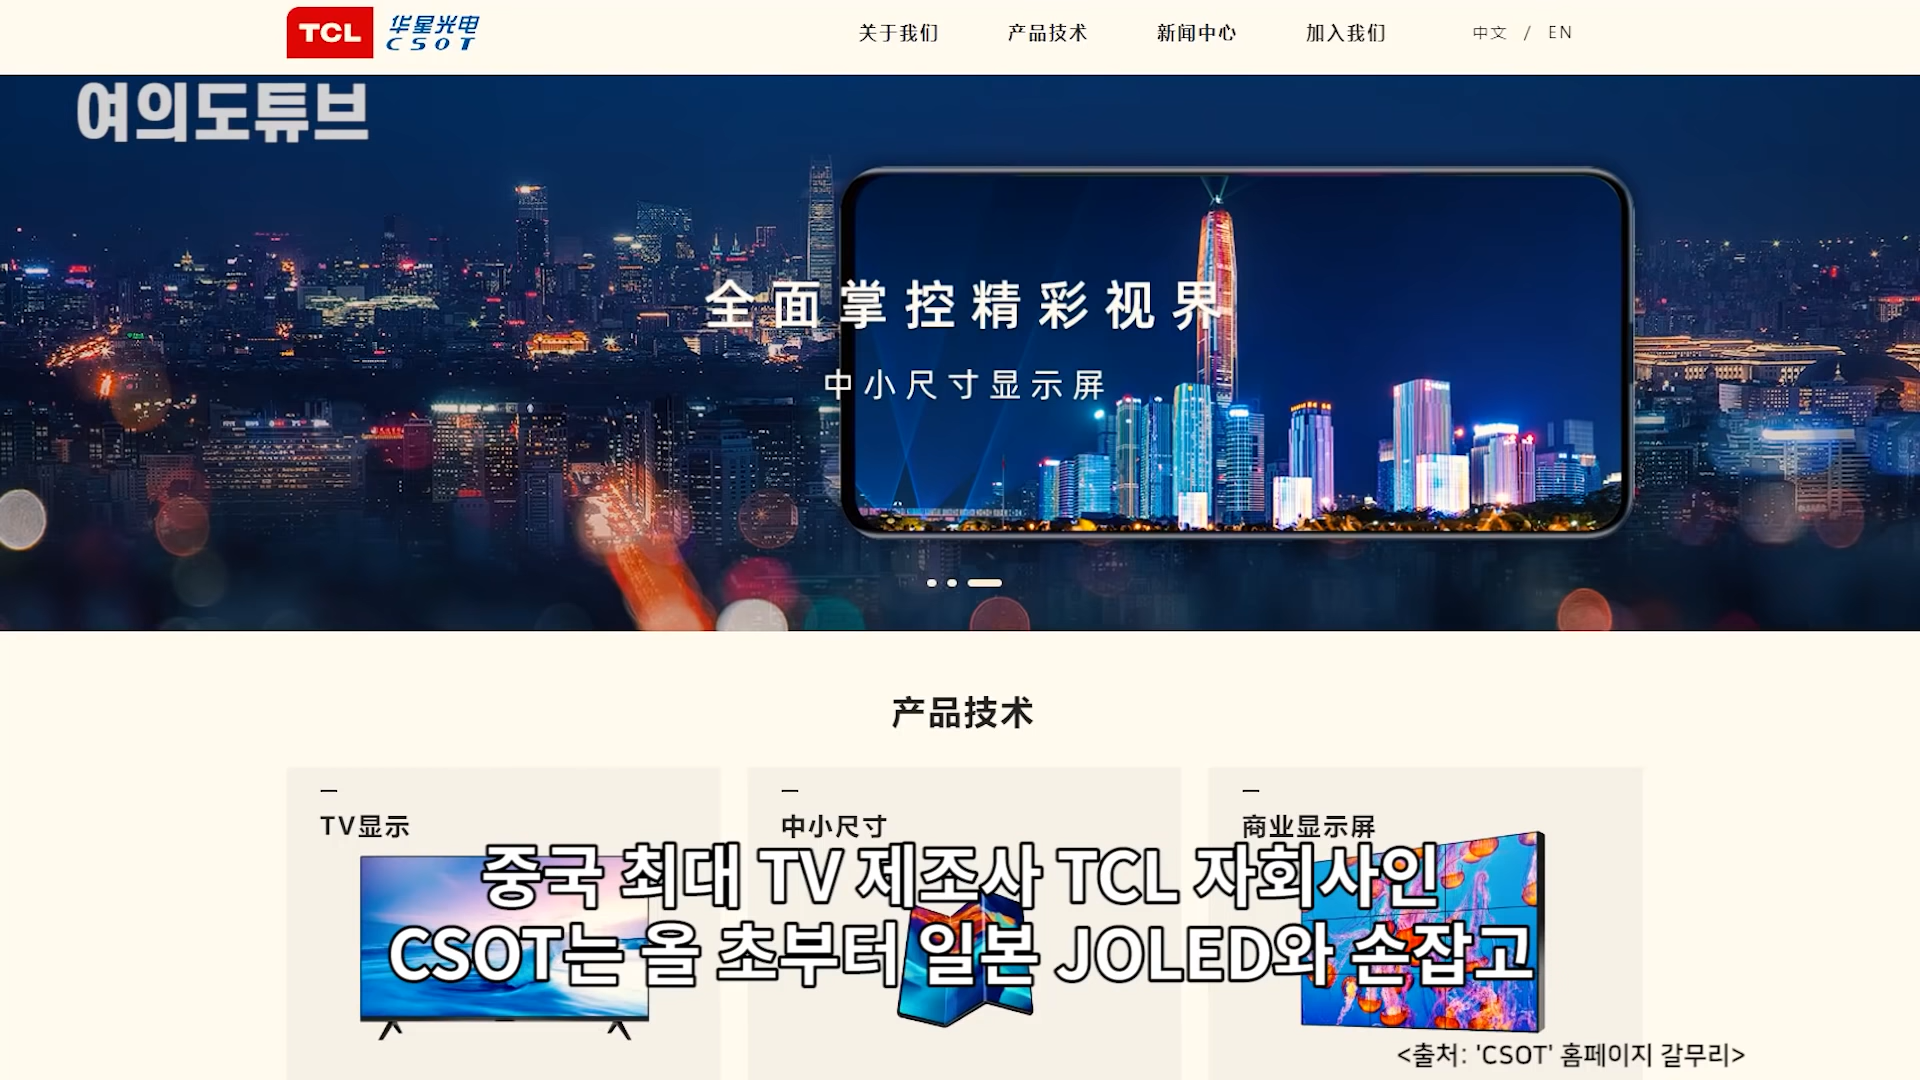 TCL 华星光电 CSOT
关于我们 产品技术 新闻中心 加入我们 中文 / EN
여의도튜브
全面掌控精彩视界
中小尺寸显示屏
产品技术
TV显示 中小尺寸 商业显示屏
중국 최대 TV 제조사 TCL 자회사인
CSOT는 올 초부터 일본 JOLED와 손잡고
<출처: 'CSOT' 홈페이지 갈무리>